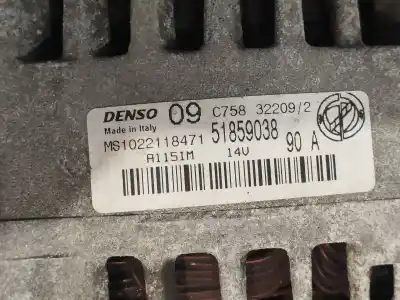 DENSO 09 C758 32209/2
Made in Italy
MS1022118471 51859038
A115IM 14V 90 A